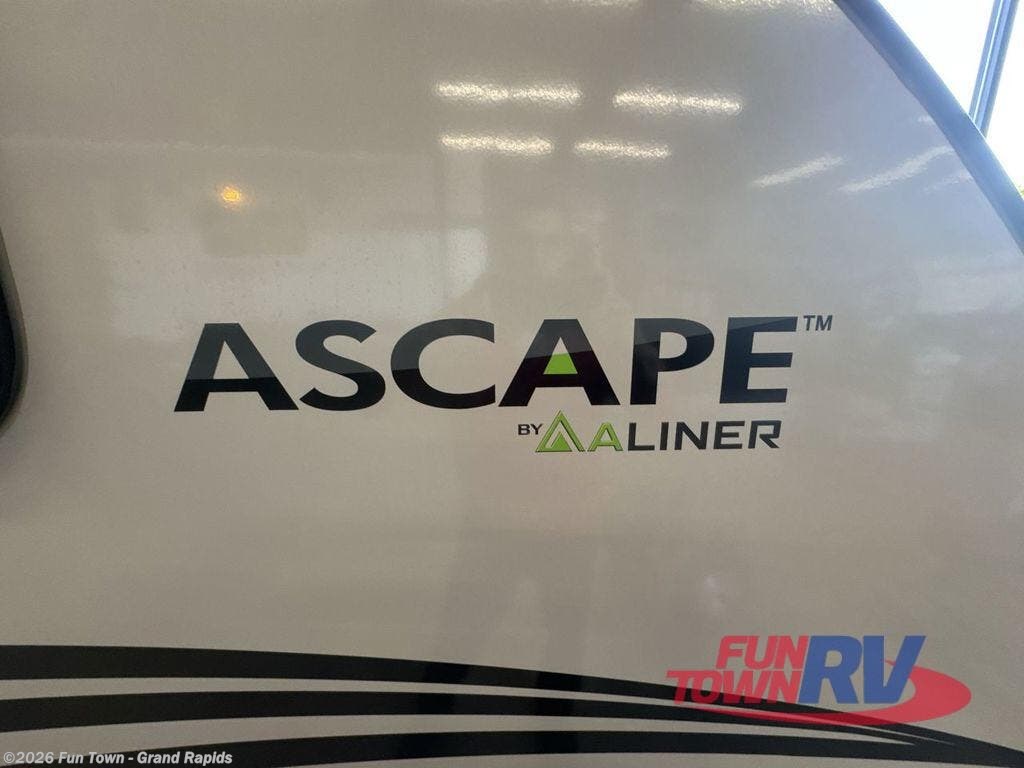 ASCAPE™
BY ALINER
FUN TOWN RV
©2026 Fun Town - Grand Rapids